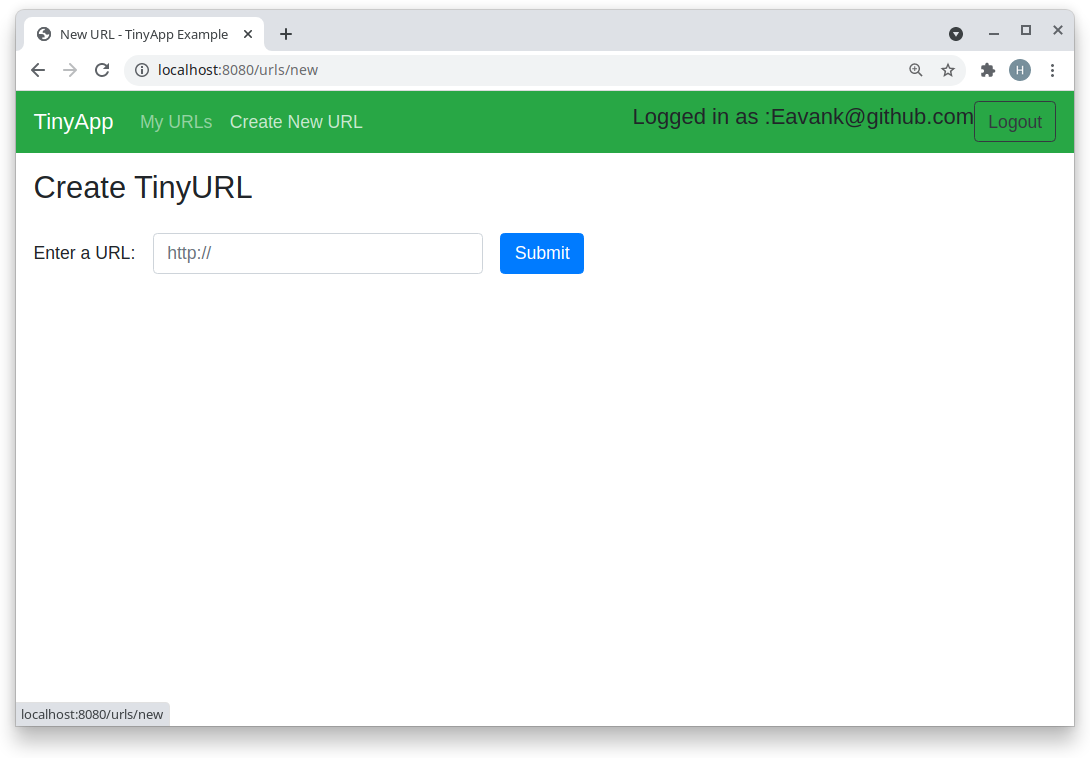 New URL - TinyApp Example
localhost:8080/urls/new
H
TinyApp My URLs Create New URL Logged in as :Eavank@github.com Logout
Create TinyURL
Enter a URL: http:// Submit
localhost:8080/urls/new